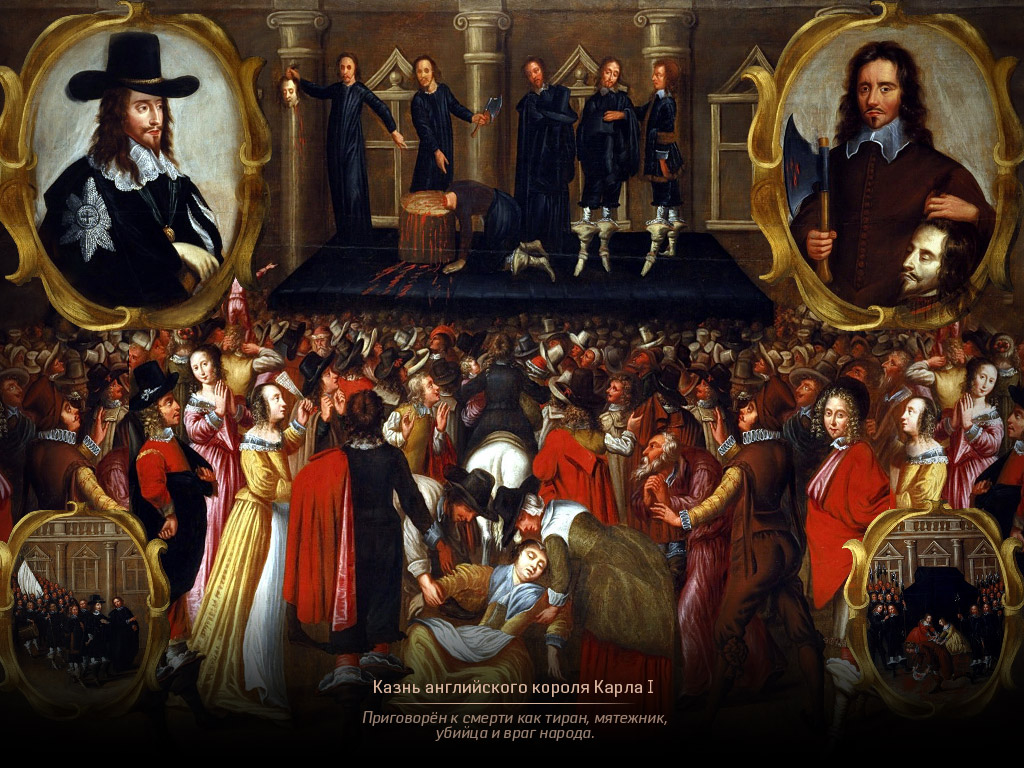 Казнь английского короля Карла I
Приговорён к смерти как тиран, мятежник,
убийца и враг народа.